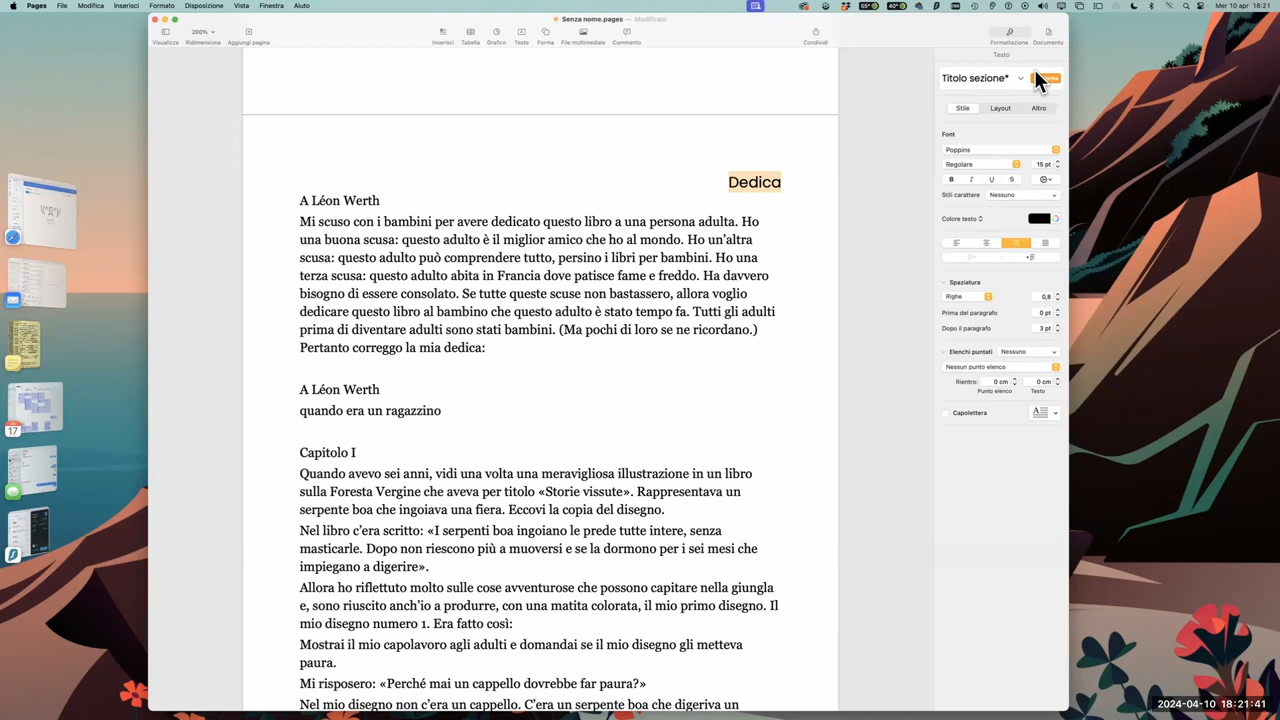 Pages File Modifica Inserisci Formato Disposizione Vista Finestra Aiuto
55° 40° Mer 10 apr. 18:21
Senza nome.pages — Modificato
200%
Visualizza Ridimensiona Aggiungi pagina Inserisci Tabella Grafico Testo Forma File multimediale Commento Condividi Formattazione Documento
Testo
Titolo sezione*
Stile Layout Altro
Font
Poppins
Regolare 15 pt
B I U S
Stili carattere Nessuno
Colore testo
Spaziatura
Righe 0,8
Prima del paragrafo 0 pt
Dopo il paragrafo 3 pt
Elenchi puntati Nessuno
Nessun punto elenco
Rientro: 0 cm 0 cm
Punto elenco Testo
Capolettera
Dedica
A Léon Werth
Mi scuso con i bambini per avere dedicato questo libro a una persona adulta. Ho
una buona scusa: questo adulto è il miglior amico che ho al mondo. Ho un’altra
scusa: questo adulto può comprendere tutto, persino i libri per bambini. Ho una
terza scusa: questo adulto abita in Francia dove patisce fame e freddo. Ha davvero
bisogno di essere consolato. Se tutte queste scuse non bastassero, allora voglio
dedicare questo libro al bambino che questo adulto è stato tempo fa. Tutti gli adulti
prima di diventare adulti sono stati bambini. (Ma pochi di loro se ne ricordano.)
Pertanto correggo la mia dedica:
A Léon Werth
quando era un ragazzino
Capitolo I
Quando avevo sei anni, vidi una volta una meravigliosa illustrazione in un libro
sulla Foresta Vergine che aveva per titolo «Storie vissute». Rappresentava un
serpente boa che ingoiava una fiera. Eccovi la copia del disegno.
Nel libro c’era scritto: «I serpenti boa ingoiano le prede tutte intere, senza
masticarle. Dopo non riescono più a muoversi e se la dormono per i sei mesi che
impiegano a digerire».
Allora ho riflettuto molto sulle cose avventurose che possono capitare nella giungla
e, sono riuscito anch’io a produrre, con una matita colorata, il mio primo disegno. Il
mio disegno numero 1. Era fatto così:
Mostrai il mio capolavoro agli adulti e domandai se il mio disegno gli metteva
paura.
Mi risposero: «Perché mai un cappello dovrebbe far paura?»
Nel mio disegno non c’era un cappello. C’era un serpente boa che digeriva un
17
2024-04-10 18:21:41